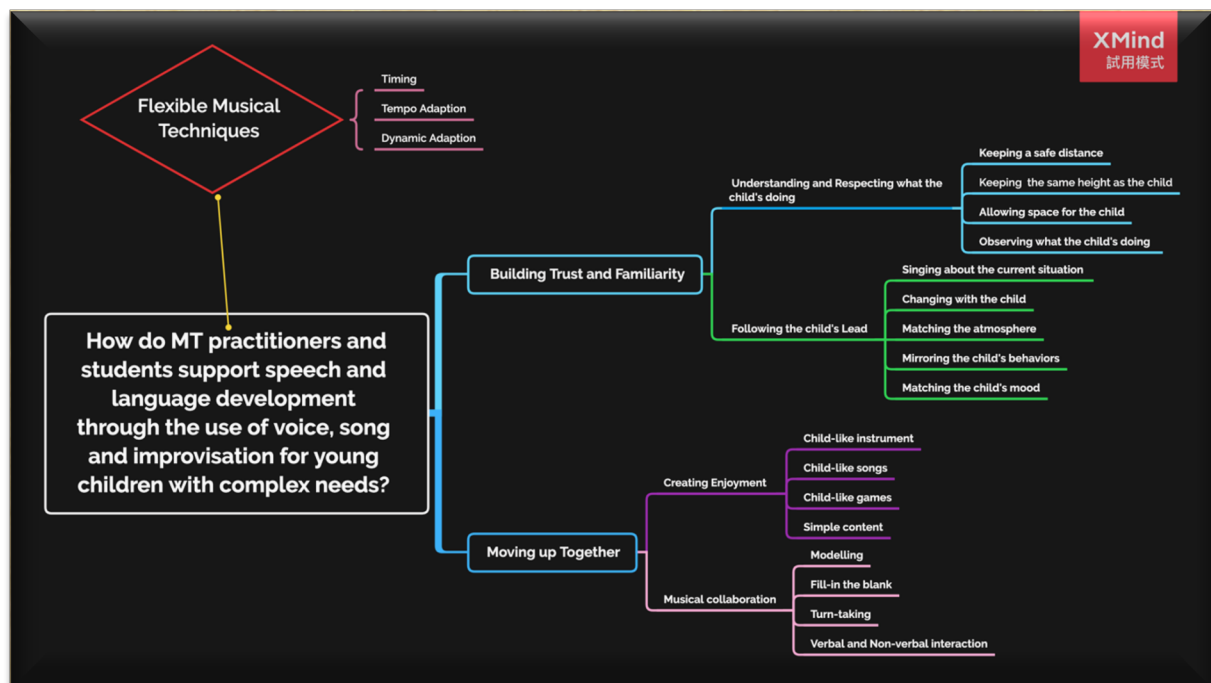 XMind
試用模式
Flexible Musical
Techniques
Timing
Tempo Adaption
Dynamic Adaption
How do MT practitioners and
students support speech and
language development
through the use of voice, song
and improvisation for young
children with complex needs?
Building Trust and Familiarity
Understanding and Respecting what the
child's doing
Keeping a safe distance
Keeping the same height as the child
Allowing space for the child
Observing what the child's doing
Following the child's Lead
Singing about the current situation
Changing with the child
Matching the atmosphere
Mirroring the child's behaviors
Matching the child's mood
Moving up Together
Creating Enjoyment
Child-like instrument
Child-like songs
Child-like games
Simple content
Musical collaboration
Modelling
Fill-in the blank
Turn-taking
Verbal and Non-verbal interaction